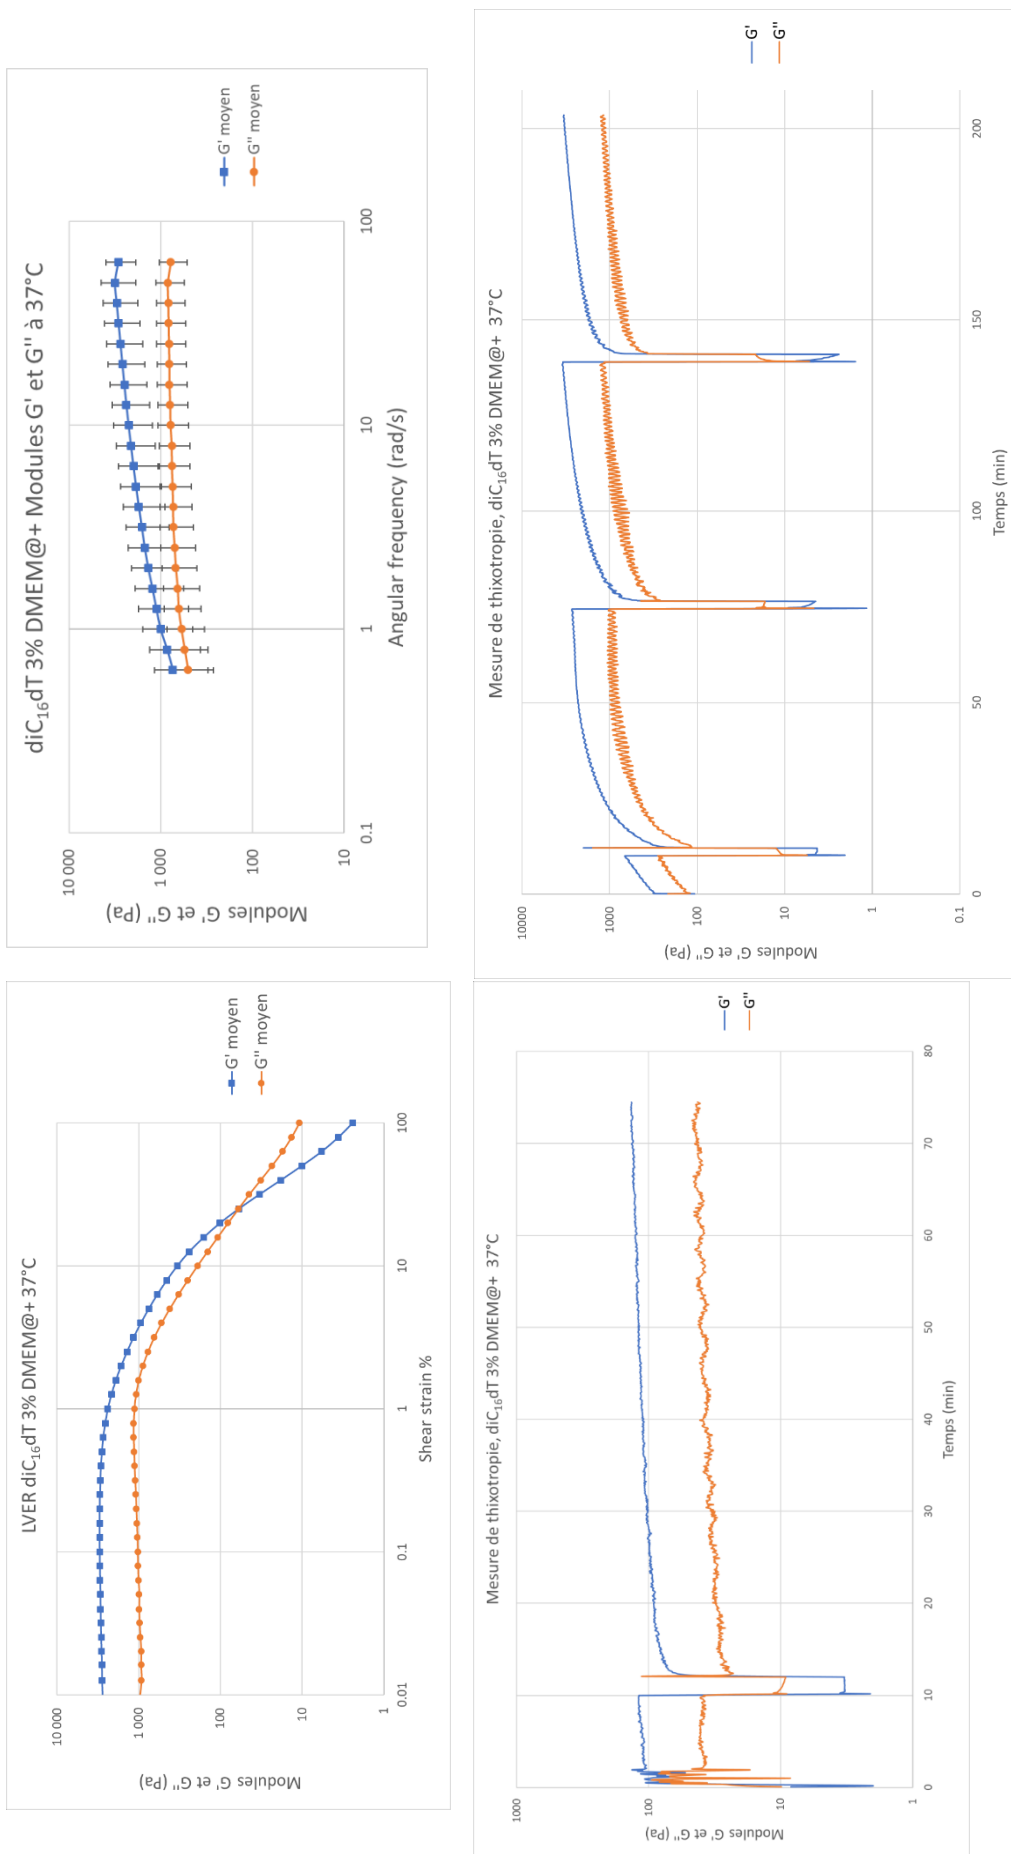 LVER diC₁₆dT 3% DMEM@+ 37°C
Modules G' et G'' (Pa)
10 000
1 000
100
10
1
0.01
0.1
1
10
100
Shear strain %
G' moyen
G'' moyen
diC₁₆dT 3% DMEM@+ Modules G' et G'' à 37°C
Modules G' et G'' (Pa)
10 000
1 000
100
10
0.1
1
10
100
Angular frequency (rad/s)
G' moyen
G'' moyen
Mesure de thixotropie, diC₁₆dT 3% DMEM@+ 37°C
Modules G' et G'' (Pa)
1000
100
10
1
0
10
20
30
40
50
60
70
80
Temps (min)
G'
G''
Mesure de thixotropie, diC₁₆dT 3% DMEM@+ 37°C
Modules G' et G'' (Pa)
10000
1000
100
10
1
0.1
0
50
100
150
200
Temps (min)
G'
G''